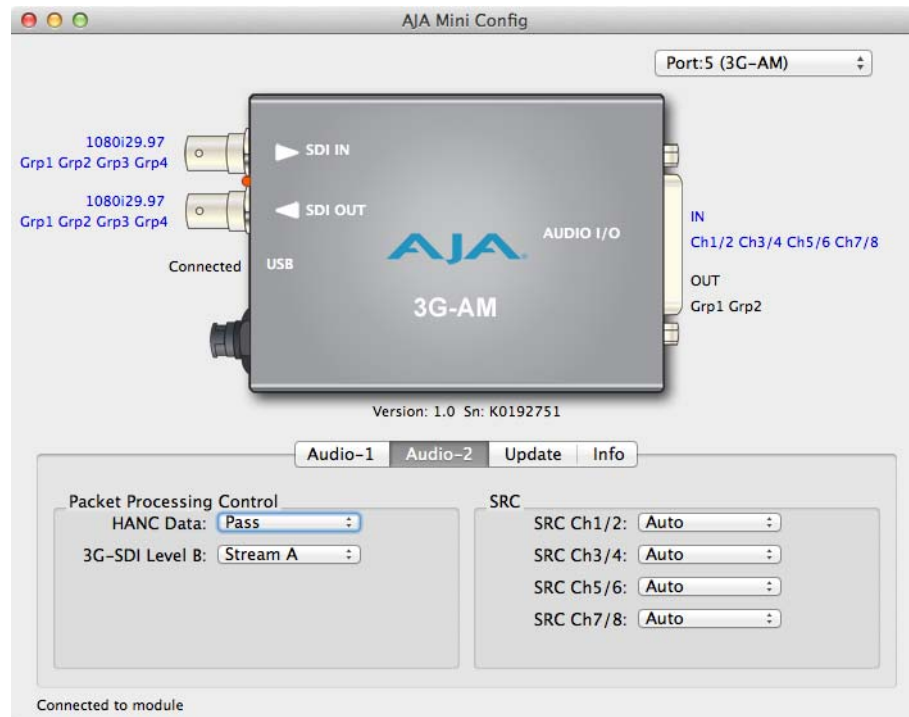 AJA Mini Config
Port:5 (3G-AM)
1080i29.97
Grp1 Grp2 Grp3 Grp4
SDI IN
1080i29.97
Grp1 Grp2 Grp3 Grp4
SDI OUT
Connected
USB
AUDIO I/O
AJA
3G-AM
IN
Ch1/2 Ch3/4 Ch5/6 Ch7/8
OUT
Grp1 Grp2
Version: 1.0 Sn: K0192751
Audio-1 Audio-2 Update Info
Packet Processing Control
HANC Data: Pass
3G-SDI Level B: Stream A
SRC
SRC Ch1/2: Auto
SRC Ch3/4: Auto
SRC Ch5/6: Auto
SRC Ch7/8: Auto
Connected to module